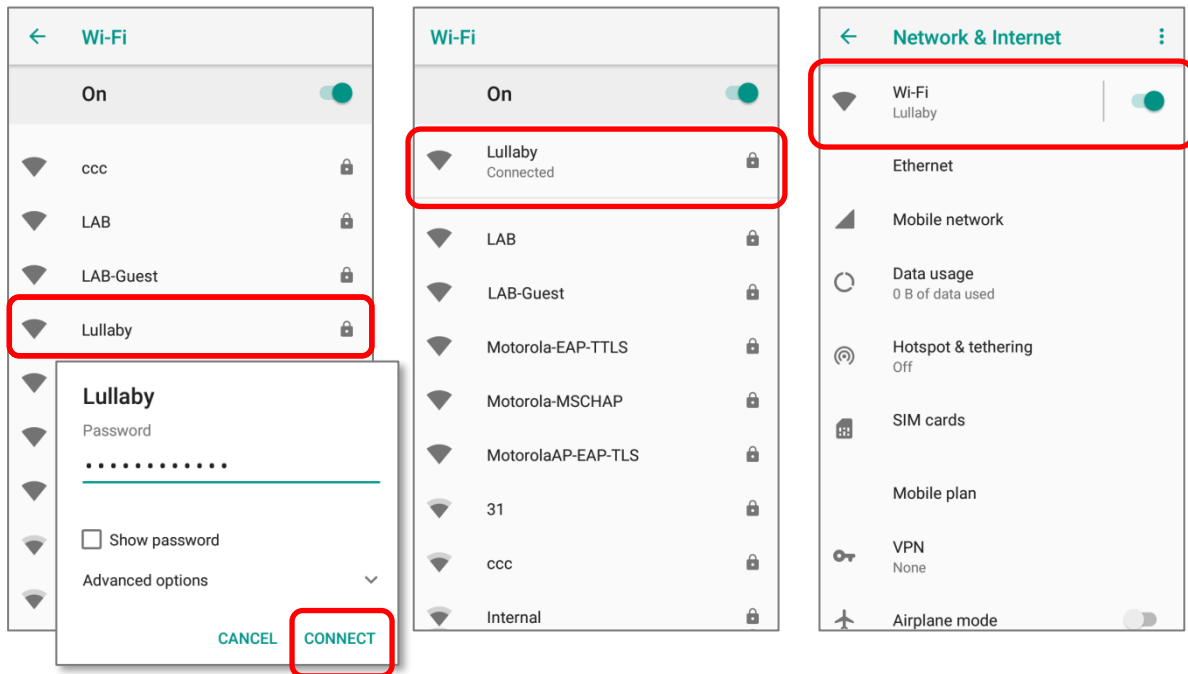 Wi-Fi
On
ccc
LAB
LAB-Guest
Lullaby
Lullaby
Password
............
Show password
Advanced options
CANCEL CONNECT
Wi-Fi
On
Lullaby
Connected
LAB
LAB-Guest
Motorola-EAP-TTLS
Motorola-MSCHAP
MotorolaAP-EAP-TLS
31
ccc
Internal
Network & Internet
Wi-Fi
Lullaby
Ethernet
Mobile network
Data usage
0 B of data used
Hotspot & tethering
Off
SIM cards
Mobile plan
VPN
None
Airplane mode